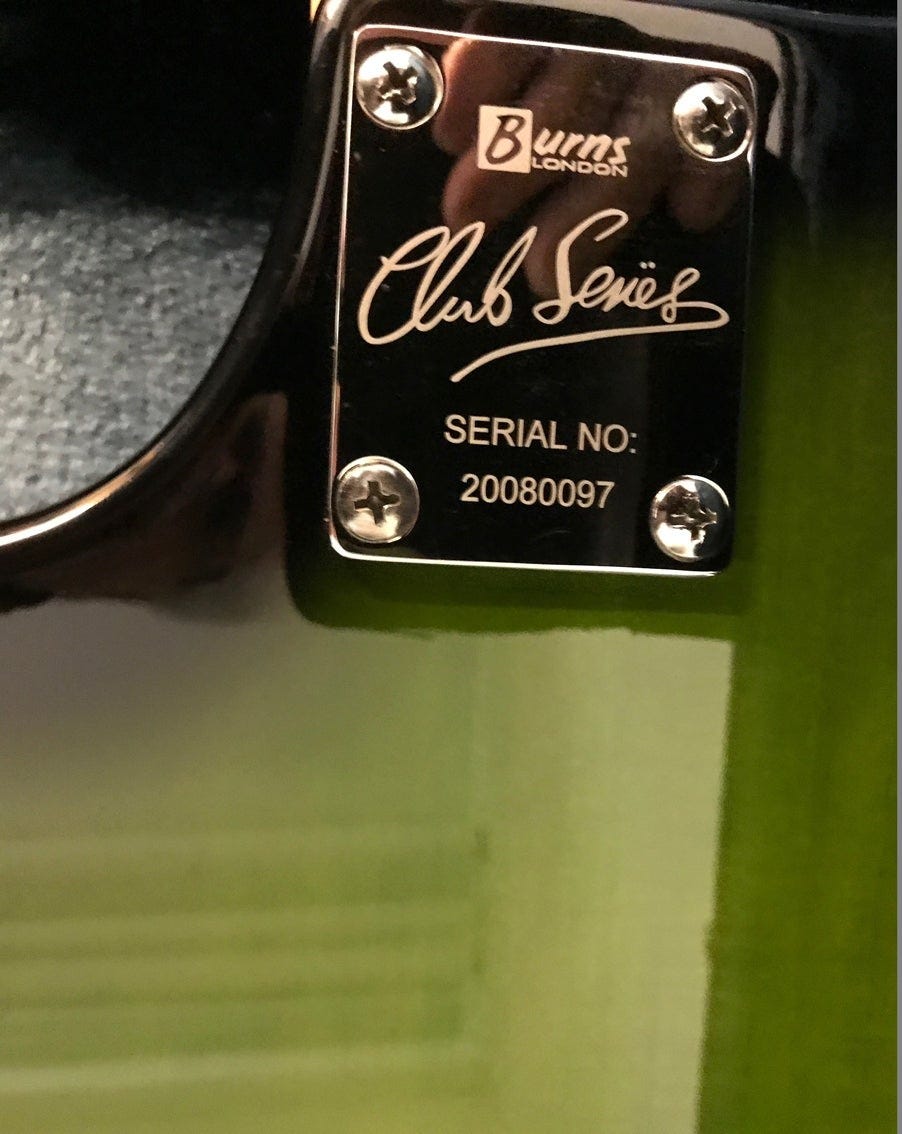 Burns
LONDON
Club Series
SERIAL NO:
20080097